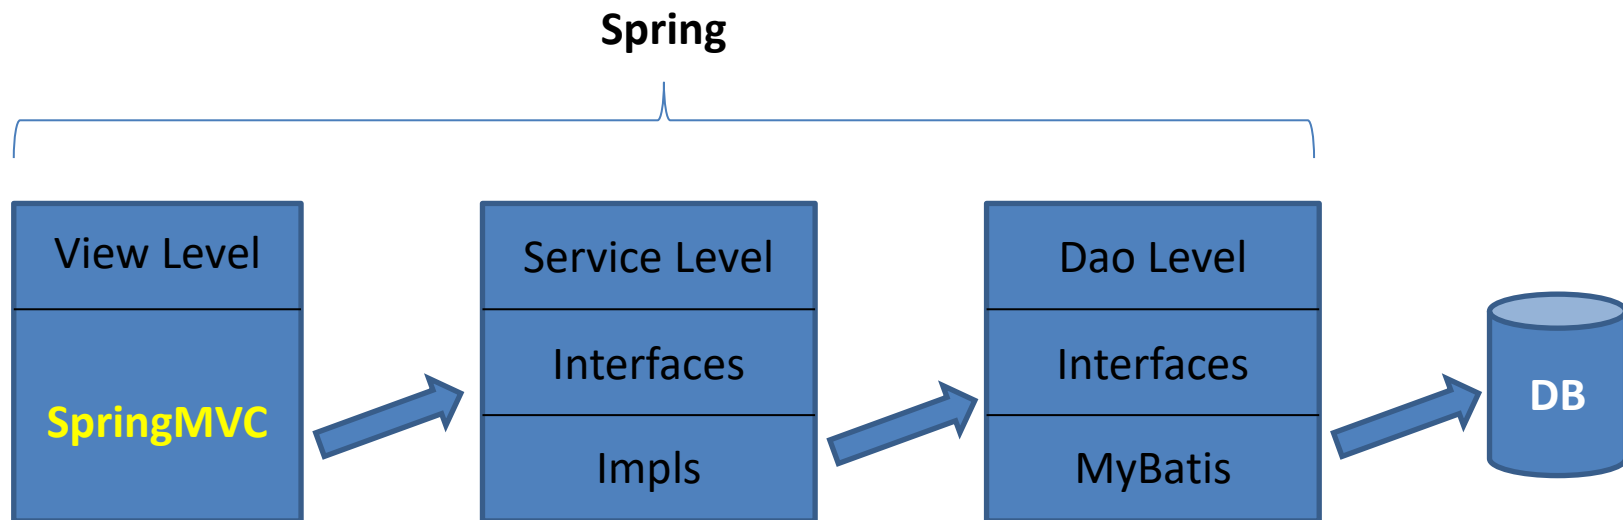 Spring
View Level
SpringMVC
Service Level
Interfaces
Impls
Dao Level
Interfaces
MyBatis
DB